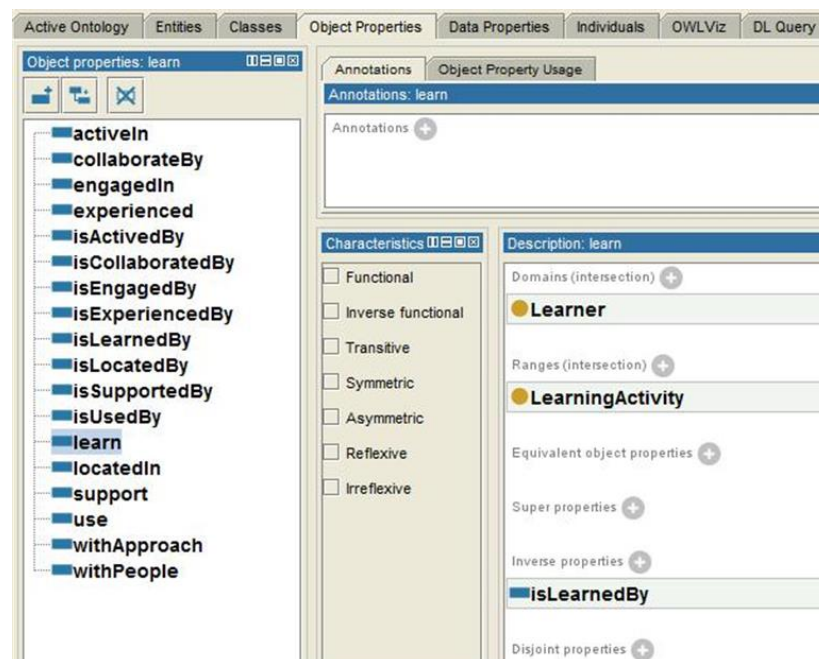 Active Ontology Entities Classes Object Properties Data Properties Individuals OWLViz DL Query
Object properties: learn
activeIn
collaborateBy
engagedIn
experienced
isActivedBy
isCollaboratedBy
isEngagedBy
isExperiencedBy
isLearnedBy
isLocatedBy
isSupportedBy
isUsedBy
learn
locatedIn
support
use
withApproach
withPeople
Annotations Object Property Usage
Annotations: learn
Annotations
Characteristics
Functional
Inverse functional
Transitive
Symmetric
Asymmetric
Reflexive
Irreflexive
Description: learn
Domains (intersection)
Learner
Ranges (intersection)
LearningActivity
Equivalent object properties
Super properties
Inverse properties
isLearnedBy
Disjoint properties